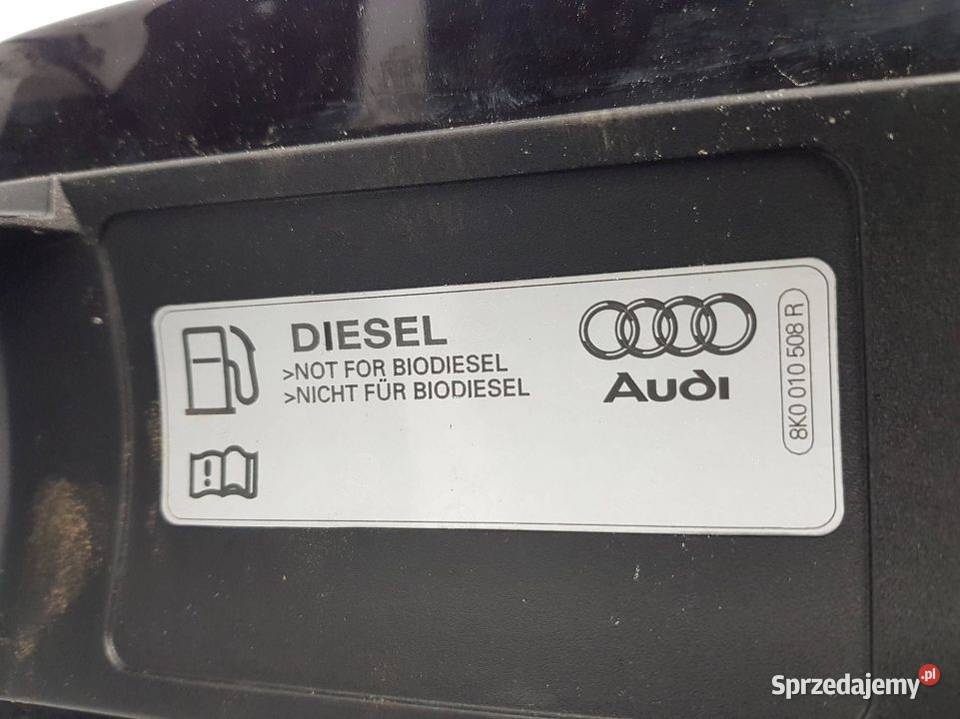 DIESEL
>NOT FOR BIODIESEL
>NICHT FÜR BIODIESEL
Audi
8K0 010 508 R
Sprzedajemy.pl